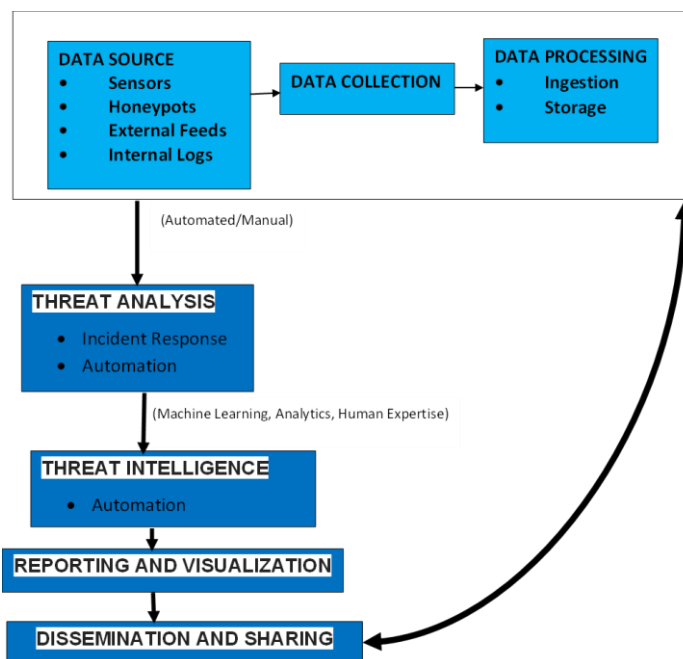 DATA SOURCE
• Sensors
• Honeypots
• External Feeds
• Internal Logs
DATA COLLECTION
DATA PROCESSING
• Ingestion
• Storage
(Automated/Manual)
THREAT ANALYSIS
• Incident Response
• Automation
(Machine Learning, Analytics, Human Expertise)
THREAT INTELLIGENCE
• Automation
REPORTING AND VISUALIZATION
DISSEMINATION AND SHARING